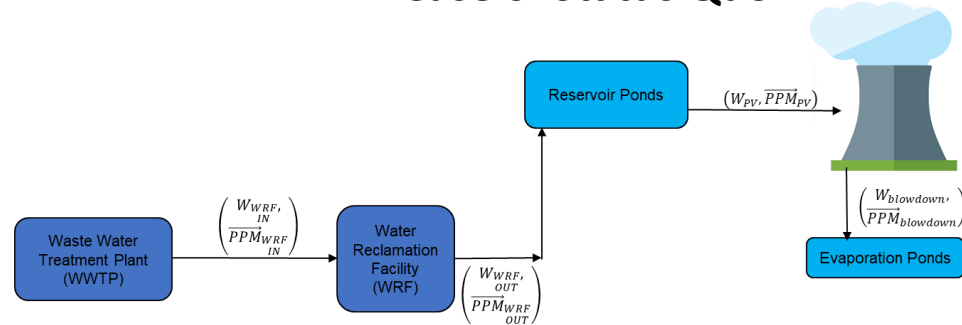 Reservoir Ponds
(W_PV, PPM_PV)
(W_WRF IN,
PPM_WRF IN)
Waste Water
Treatment Plant
(WWTP)
Water
Reclamation
Facility
(WRF)
(W_WRF OUT,
PPM_WRF OUT)
(W_blowdown,
PPM_blowdown)
Evaporation Ponds